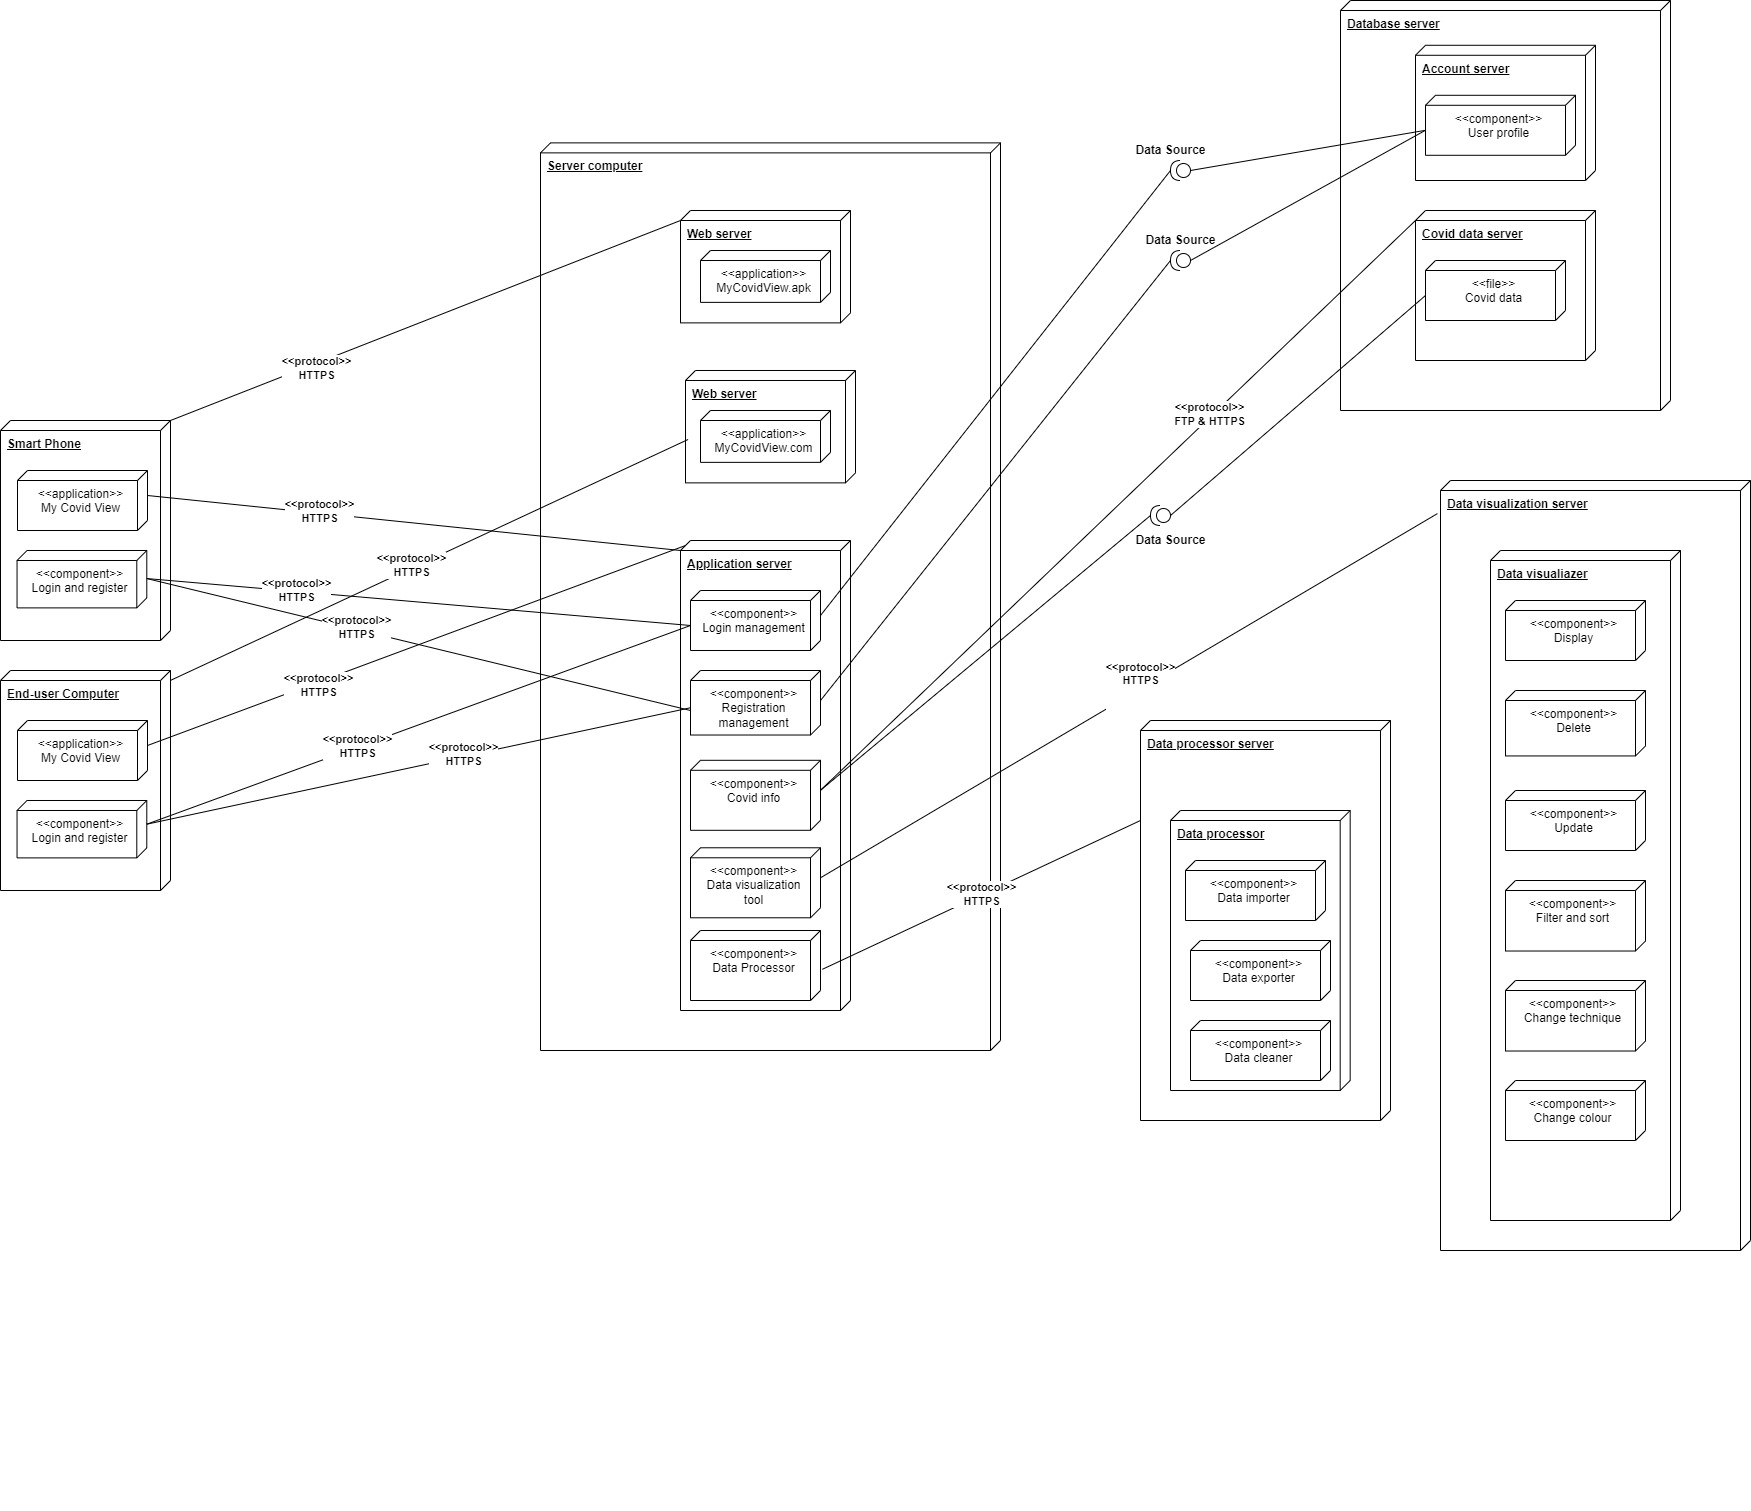 Database server
Account server
<<component>>
User profile
Covid data server
<<file>>
Covid data
Data Source
Data Source
<<protocol>>
FTP & HTTPS
Data Source
Server computer
Web server
<<application>>
MyCovidView.apk
Web server
<<application>>
MyCovidView.com
Application server
<<component>>
Login management
<<component>>
Registration
management
<<component>>
Covid info
<<component>>
Data visualization
tool
<<component>>
Data Processor
<<protocol>>
HTTPS
Smart Phone
<<application>>
My Covid View
<<component>>
Login and register
<<protocol>>
HTTPS
<<protocol>>
HTTPS
<<protocol>>
HTTPS
<<protocol>>
HTTPS
End-user Computer
<<application>>
My Covid View
<<component>>
Login and register
<<protocol>>
HTTPS
<<protocol>>
HTTPS
<<protocol>>
HTTPS
<<protocol>>
HTTPS
<<protocol>>
HTTPS
Data processor server
Data processor
<<component>>
Data importer
<<component>>
Data exporter
<<component>>
Data cleaner
Data visualization server
Data visualiazer
<<component>>
Display
<<component>>
Delete
<<component>>
Update
<<component>>
Filter and sort
<<component>>
Change technique
<<component>>
Change colour